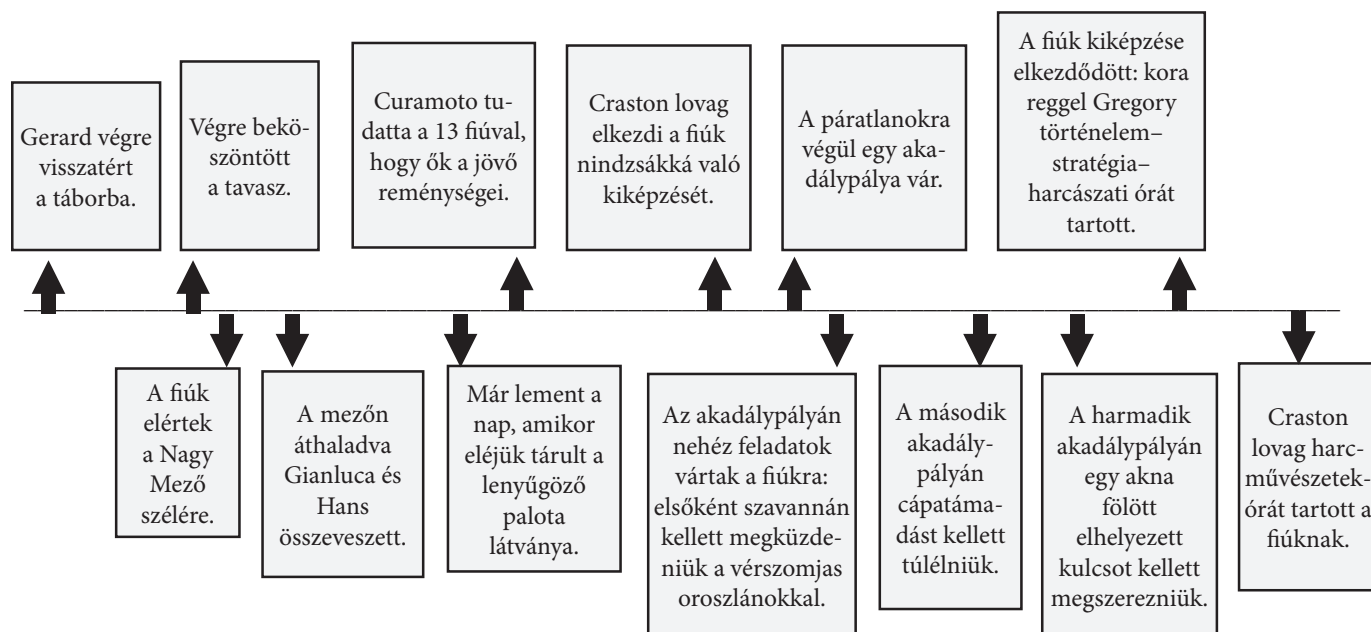 Gerard végre
visszatért
a táborba.
Végre bekö-
szöntött
a tavasz.
Curamoto tu-
datta a 13 fiúval,
hogy ők a jövő
reménységei.
Craston lovag
elkezdi a fiúk
nindzsákká való
kiképzését.
A páratlanokra
végül egy aka-
dálypálya vár.
A fiúk kiképzése
elkezdődött: kora
reggel Gregory
történelem–
stratégia–
harcászati órát
tartott.
A fiúk
elértek
a Nagy
Mező
szélére.
A mezőn
áthaladva
Gianluca és
Hans
összeveszett.
Már lement a
nap, amikor
eléjük tárult a
lenyűgöző
palota
látványa.
Az akadálypályán
nehéz feladatok
vártak a fiúkra:
elsőként szavannán
kellett megküzde-
niük a vérszomjas
oroszlánokkal.
A második
akadály-
pályán
cápatáma-
dást kellett
túlélniük.
A harmadik
akadálypályán
egy akna
fölött
elhelyezett
kulcsot kellett
megszerezniük.
Craston
lovag harc-
művészetek-
órát tartott a
fiúknak.